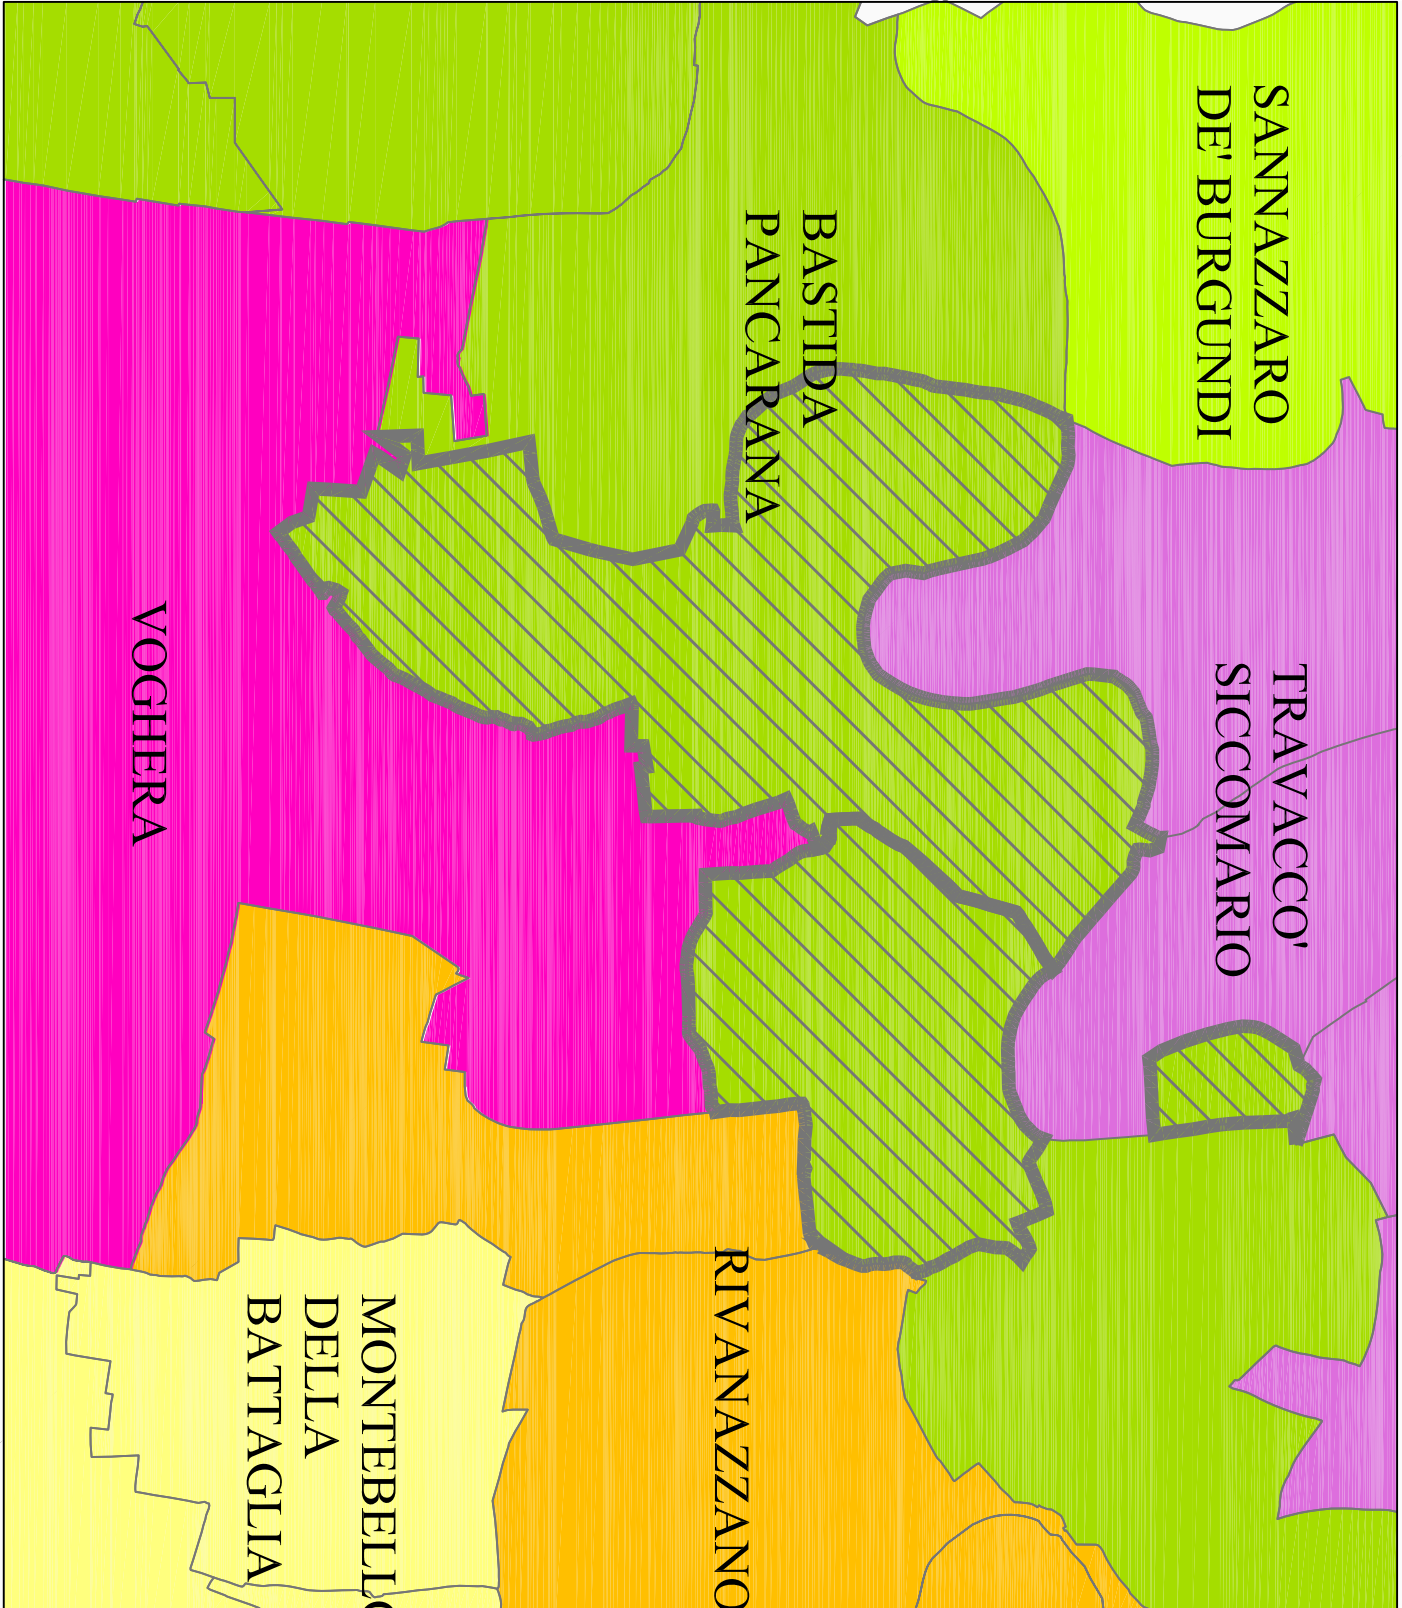 SANNAZZARO
DE' BURGUNDI
BASTIDA
PANCARANA
TRAVACCO'
SICCOMARIO
VOGHERA
RIVANAZZANO
MONTEBELLO
DELLA
BATTAGLIA